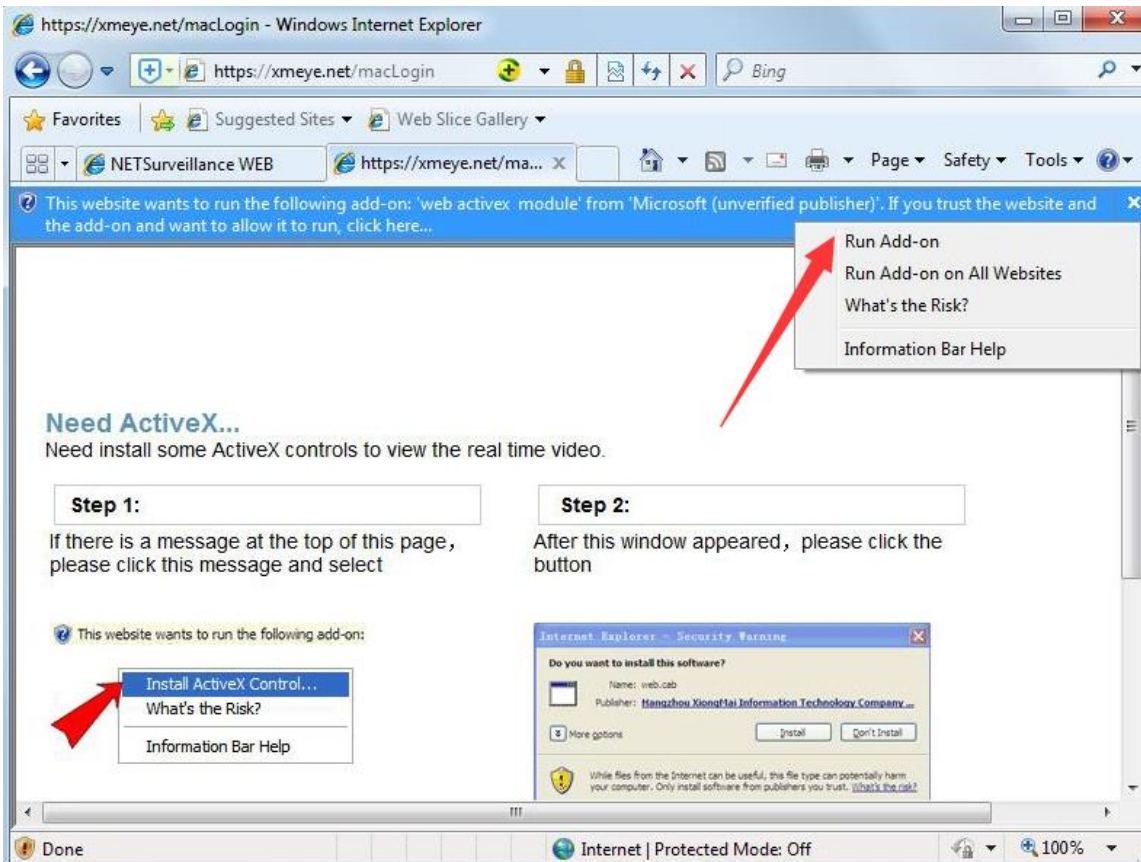 https://xmeye.net/macLogin - Windows Internet Explorer
https://xmeye.net/macLogin
Bing
Favorites
Suggested Sites
Web Slice Gallery
NETSurveillance WEB
https://xmeye.net/ma...
Page
Safety
Tools
This website wants to run the following add-on: 'web activex module' from 'Microsoft (unverified publisher)'. If you trust the website and
the add-on and want to allow it to run, click here...
Run Add-on
Run Add-on on All Websites
What's the Risk?
Information Bar Help
Need ActiveX...
Need install some ActiveX controls to view the real time video.
Step 1:
If there is a message at the top of this page,
please click this message and select
This website wants to run the following add-on:
Install ActiveX Control...
What's the Risk?
Information Bar Help
Step 2:
After this window appeared, please click the
button
Internet Explorer - Security Warning
Do you want to install this software?
Name: web.cab
Publisher: Hangzhou XiongMai Information Technology Company ...
More options
Install
Don't Install
While files from the Internet can be useful, this file type can potentially harm
your computer. Only install software from publishers you trust. What's the risk?
Done
Internet | Protected Mode: Off
100%